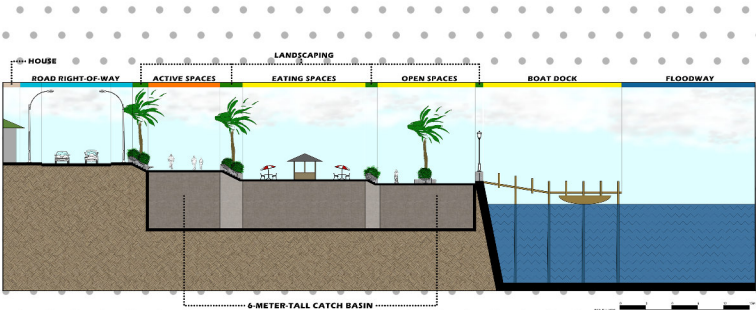 LANDSCAPING
HOUSE
ROAD RIGHT-OF-WAY
ACTIVE SPACES
EATING SPACES
OPEN SPACES
BOAT DOCK
FLOODWAY
6-METER-TALL CATCH BASIN